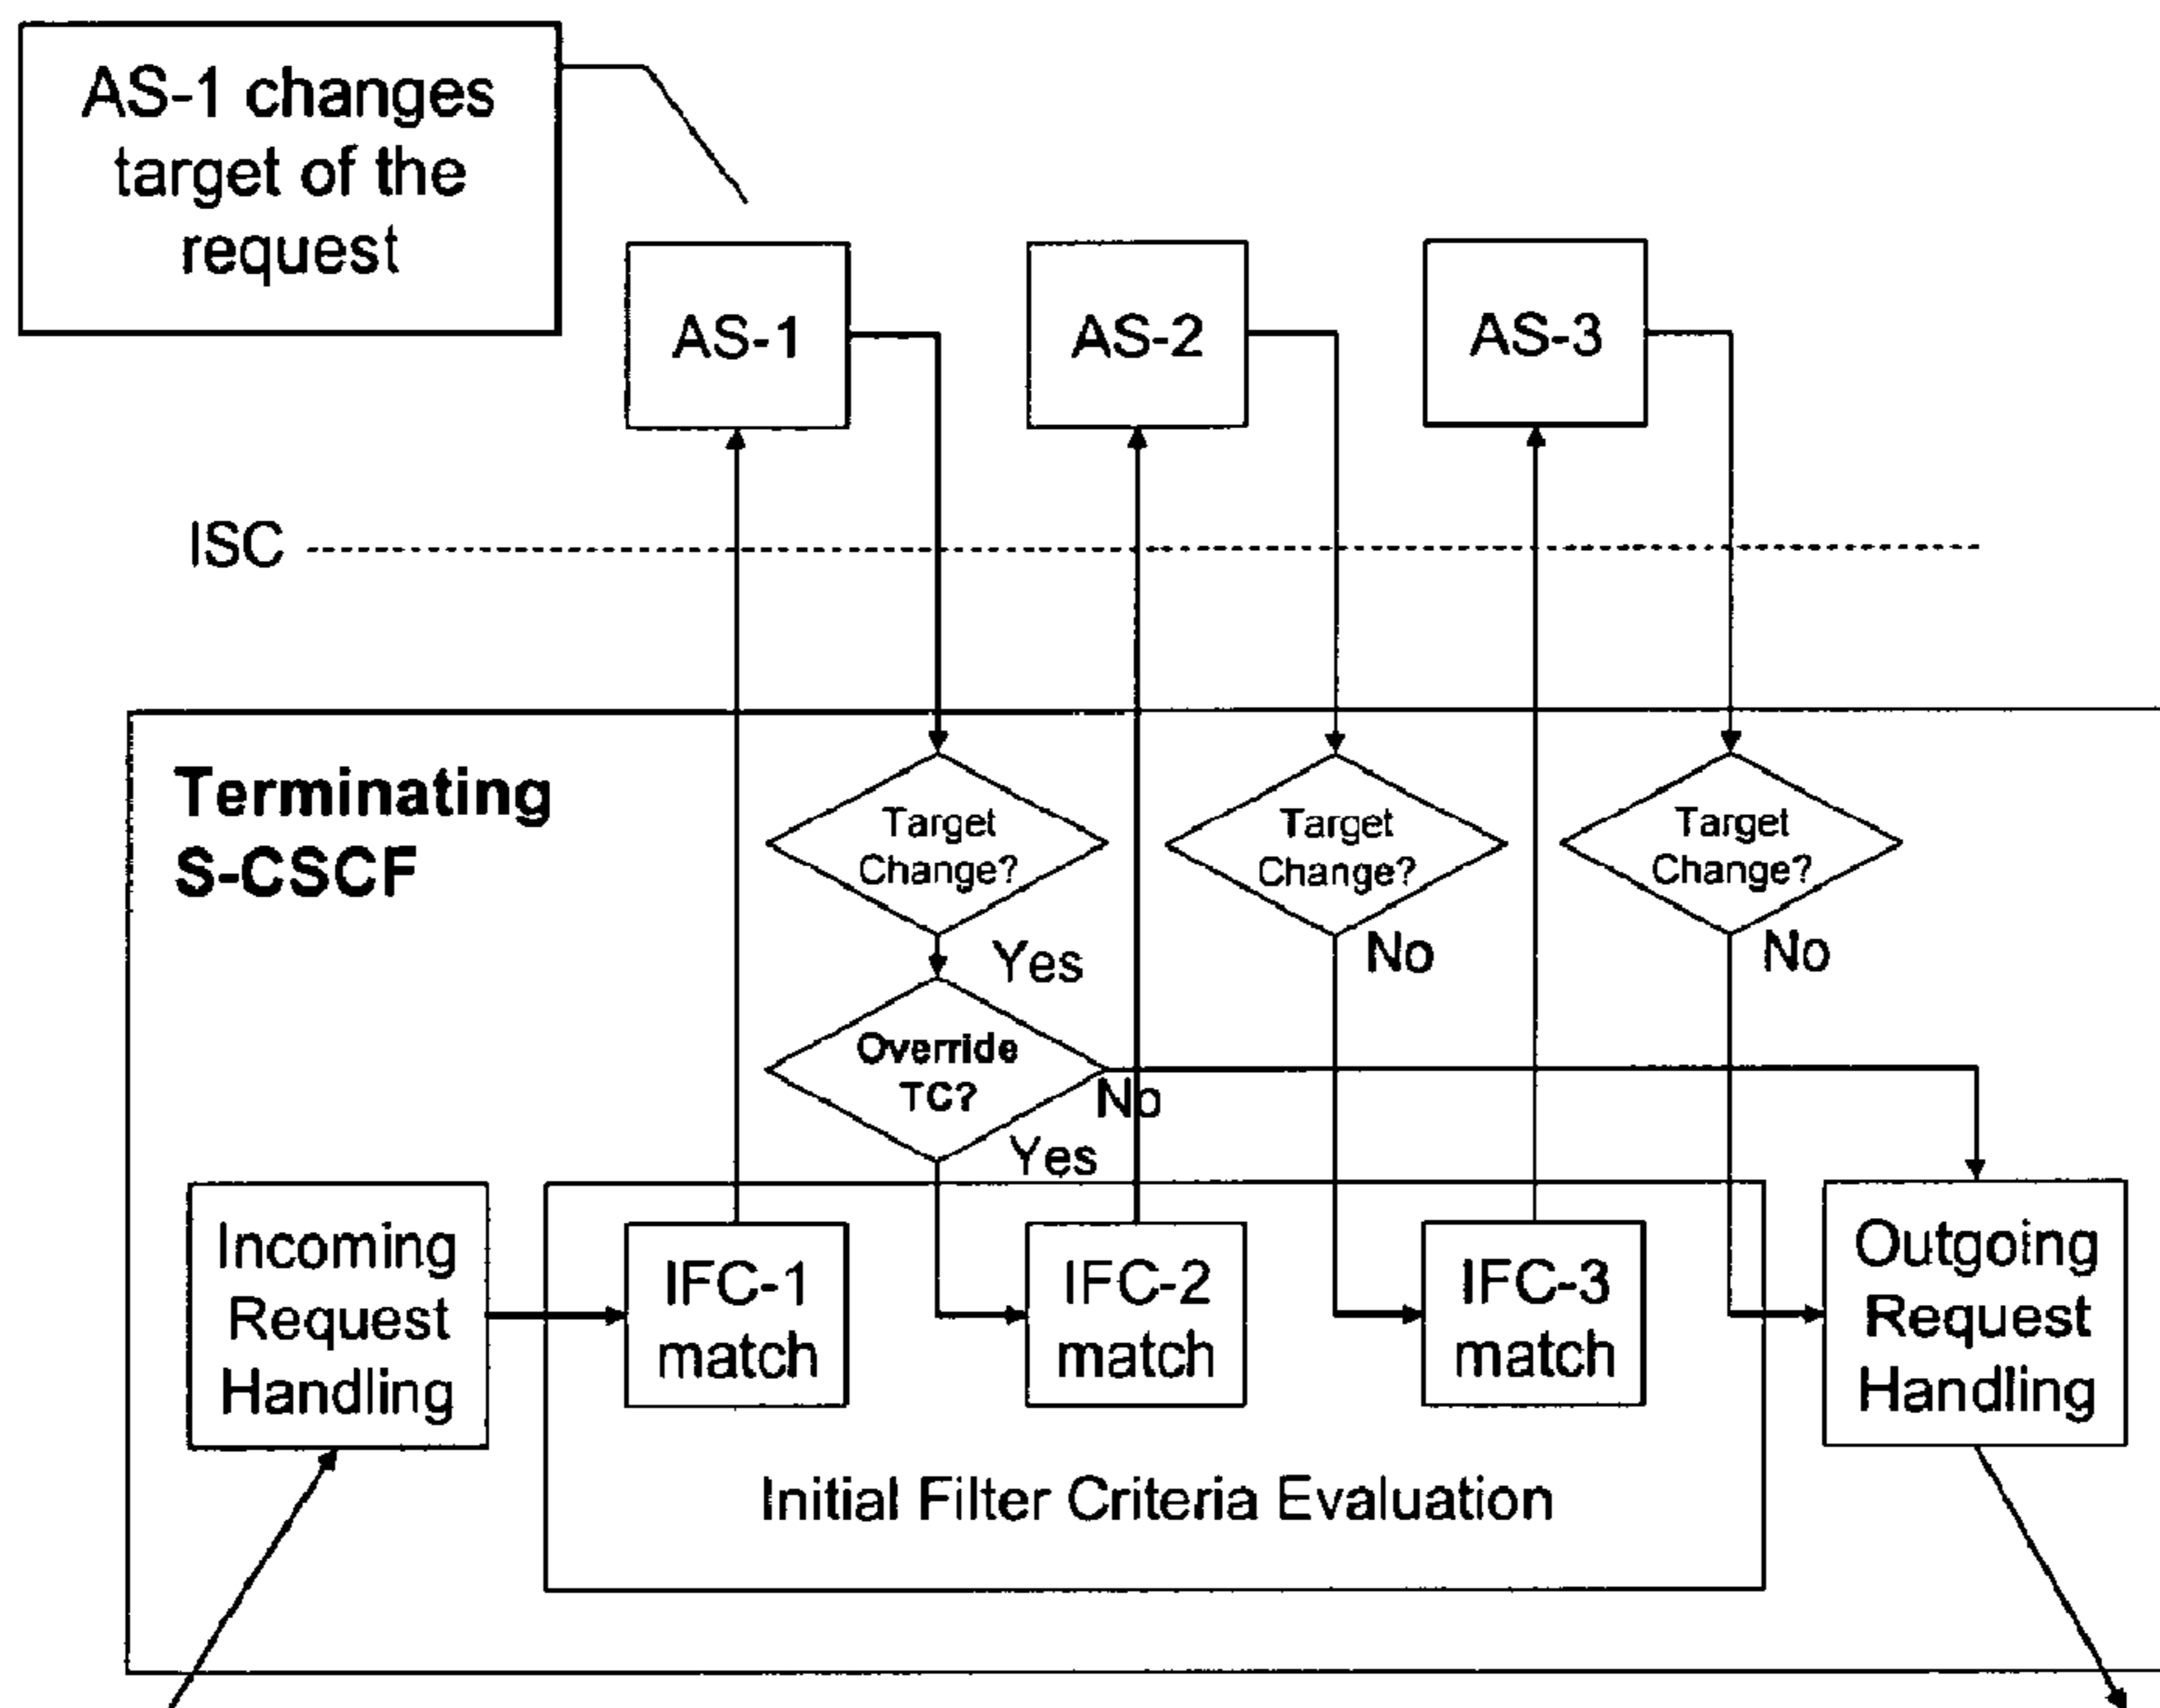 AS-1 changes
target of the
request
AS-1
AS-2
AS-3
ISC
Terminating
S-CSCF
Target
Change?
Target
Change?
Target
Change?
Yes
No
No
Override
TC?
No
Yes
Incoming
Request
Handling
IFC-1
match
IFC-2
match
IFC-3
match
Outgoing
Request
Handling
Initial Filter Criteria Evaluation